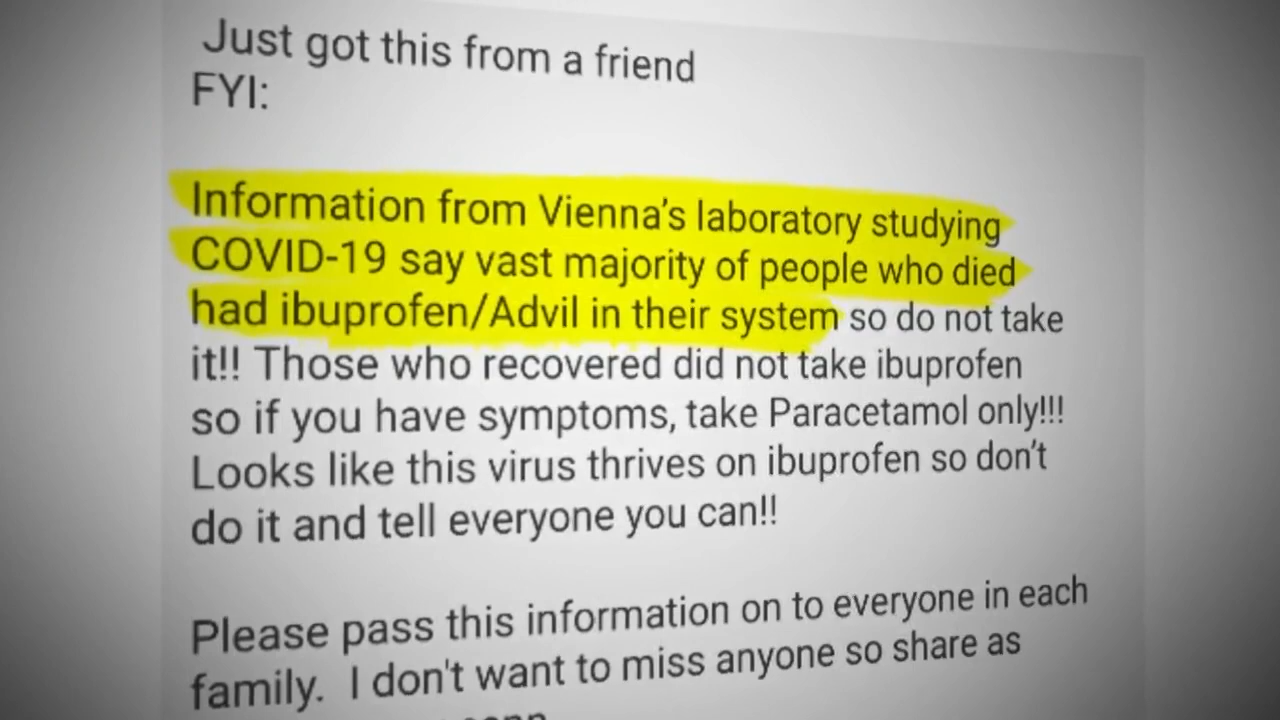 Just got this from a friend
FYI:
Information from Vienna's laboratory studying
COVID-19 say vast majority of people who died
had ibuprofen/Advil in their system so do not take
it!! Those who recovered did not take ibuprofen
so if you have symptoms, take Paracetamol only!!!
Looks like this virus thrives on ibuprofen so don't
do it and tell everyone you can!!
Please pass this information on to everyone in each
family.  I don't want to miss anyone so share as